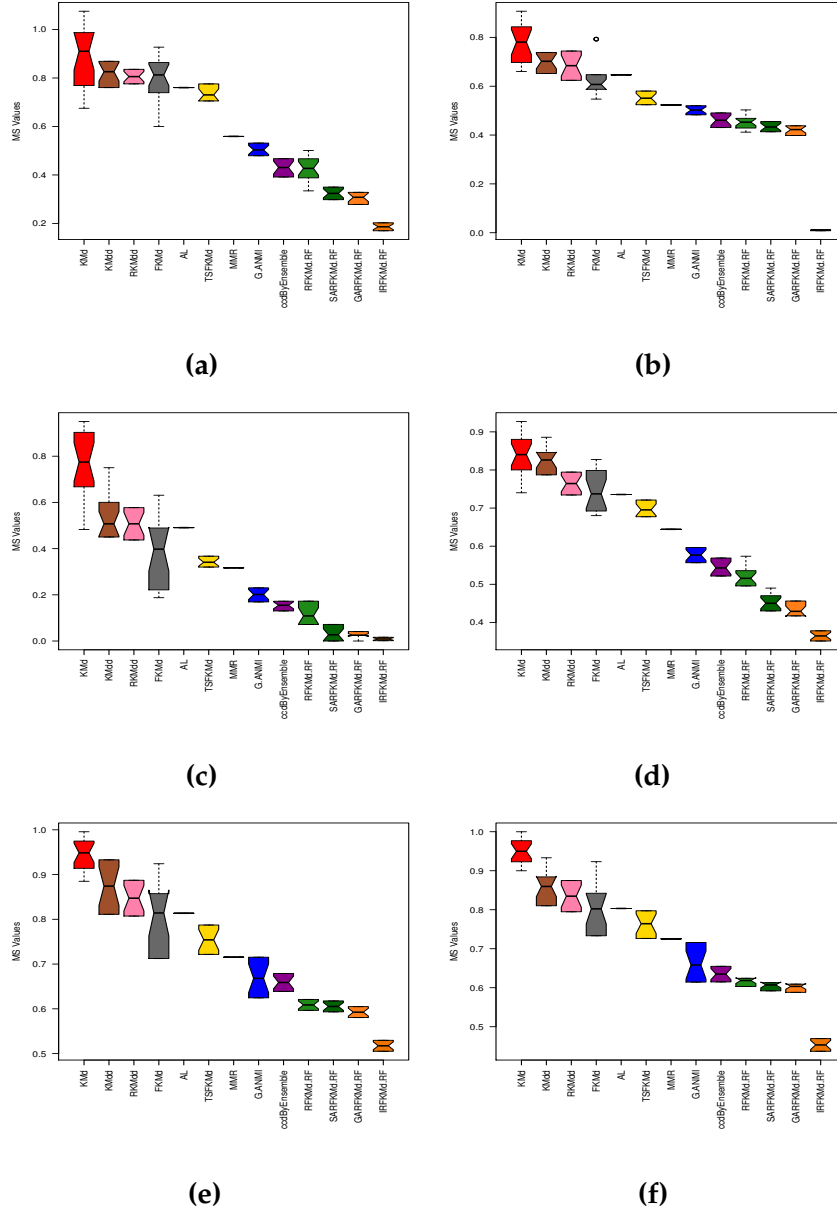 MS Values
1.0
0.8
0.6
0.4
0.2
KMd
KMdd
RKMdd
FKMd
AL
TSFKMd
MMR
G.ANMI
ccdByEnsemble
RFKMd.RF
SARFKMd.RF
GARFKMd.RF
IRFKMd.RF
(a)
MS Values
0.8
0.6
0.4
0.2
0.0
KMd
KMdd
RKMdd
FKMd
AL
TSFKMd
MMR
G.ANMI
ccdByEnsemble
RFKMd.RF
SARFKMd.RF
GARFKMd.RF
IRFKMd.RF
(b)
MS Values
0.8
0.6
0.4
0.2
0.0
KMd
KMdd
RKMdd
FKMd
AL
TSFKMd
MMR
G.ANMI
ccdByEnsemble
RFKMd.RF
SARFKMd.RF
GARFKMd.RF
IRFKMd.RF
(c)
MS Values
0.9
0.8
0.7
0.6
0.5
0.4
KMd
KMdd
RKMdd
FKMd
AL
TSFKMd
MMR
G.ANMI
ccdByEnsemble
RFKMd.RF
SARFKMd.RF
GARFKMd.RF
IRFKMd.RF
(d)
MS Values
1.0
0.9
0.8
0.7
0.6
0.5
KMd
KMdd
RKMdd
FKMd
AL
TSFKMd
MMR
G.ANMI
ccdByEnsemble
RFKMd.RF
SARFKMd.RF
GARFKMd.RF
IRFKMd.RF
(e)
MS Values
1.0
0.9
0.8
0.7
0.6
0.5
KMd
KMdd
RKMdd
FKMd
AL
TSFKMd
MMR
G.ANMI
ccdByEnsemble
RFKMd.RF
SARFKMd.RF
GARFKMd.RF
IRFKMd.RF
(f)